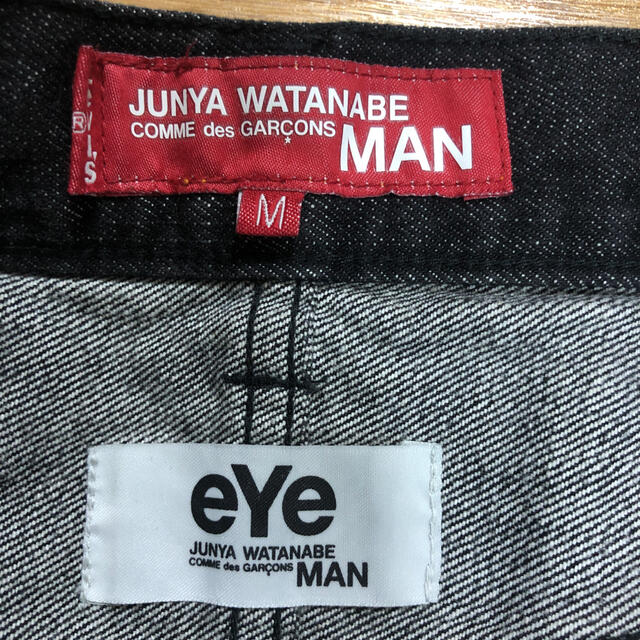 JUNYA WATANABE
COMME des GARÇONS MAN
M
eYe
JUNYA WATANABE
COMME des GARÇONS MAN